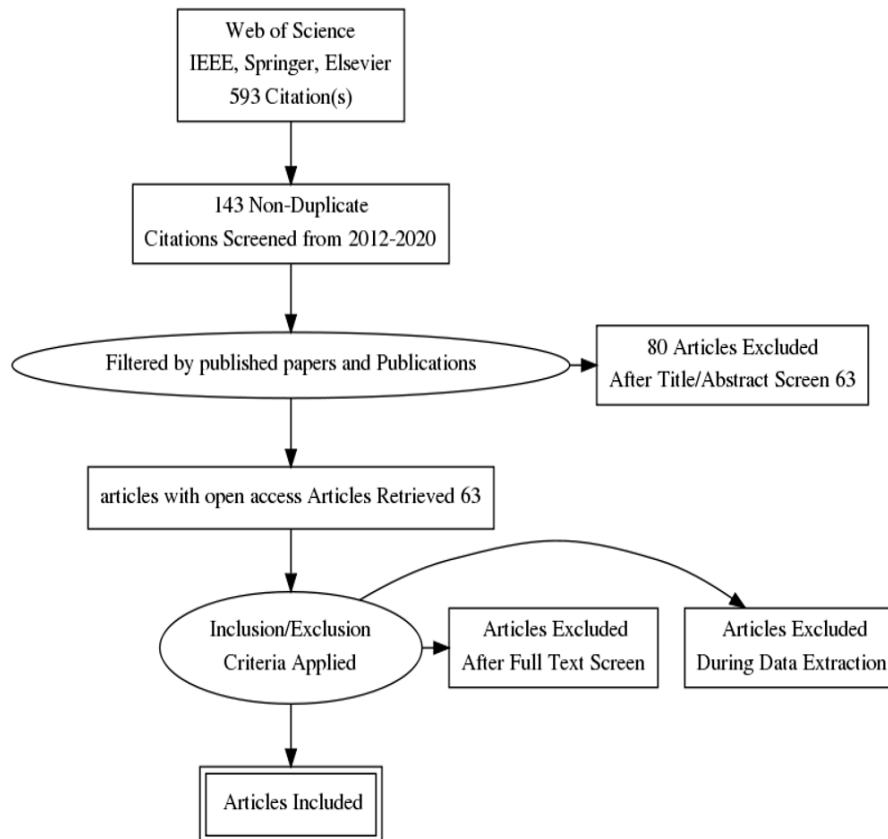 Web of Science
IEEE, Springer, Elsevier
593 Citation(s)
143 Non-Duplicate
Citations Screened from 2012-2020
Filtered by published papers and Publications
80 Articles Excluded
After Title/Abstract Screen 63
articles with open access Articles Retrieved 63
Inclusion/Exclusion
Criteria Applied
Articles Excluded
After Full Text Screen
Articles Excluded
During Data Extraction
Articles Included